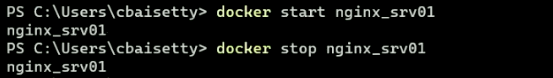 PS C:\Users\cbaisetty> docker start nginx_srv01
nginx_srv01
PS C:\Users\cbaisetty> docker stop nginx_srv01
nginx_srv01